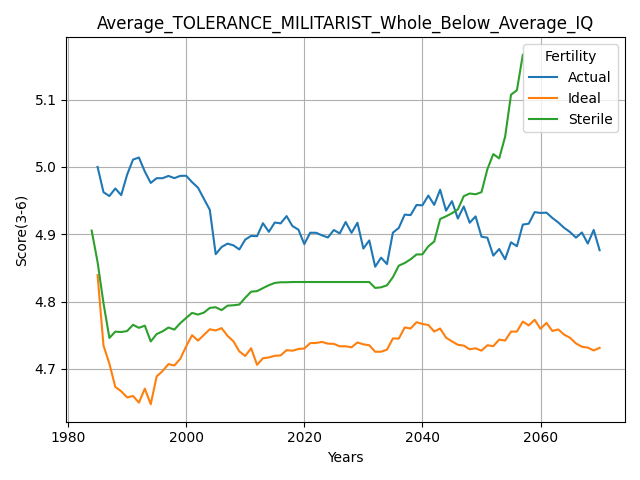 Average_TOLERANCE_MILITARIST_Whole_Below_Average_IQ
Fertility
Actual
Ideal
Sterile
Score(3-6)
5.1
5.0
4.9
4.8
4.7
1980
2000
2020
2040
2060
Years